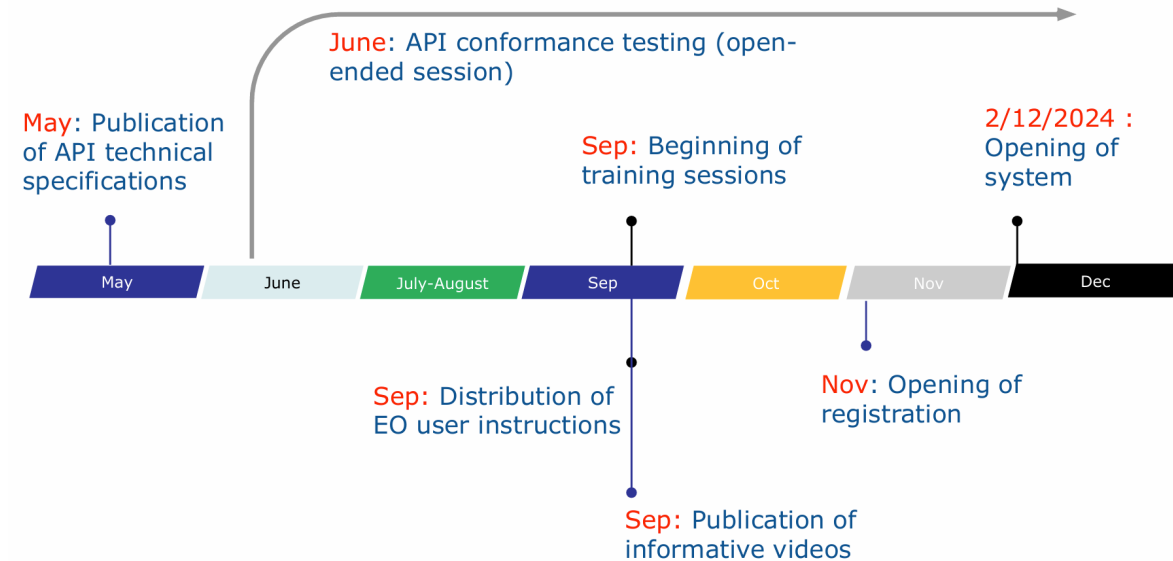 June: API conformance testing (open-
ended session)
May: Publication
of API technical
specifications
Sep: Beginning of
training sessions
2/12/2024 :
Opening of
system
May
June
July-August
Sep
Oct
Nov
Dec
Sep: Distribution of
EO user instructions
Nov: Opening of
registration
Sep: Publication of
informative videos